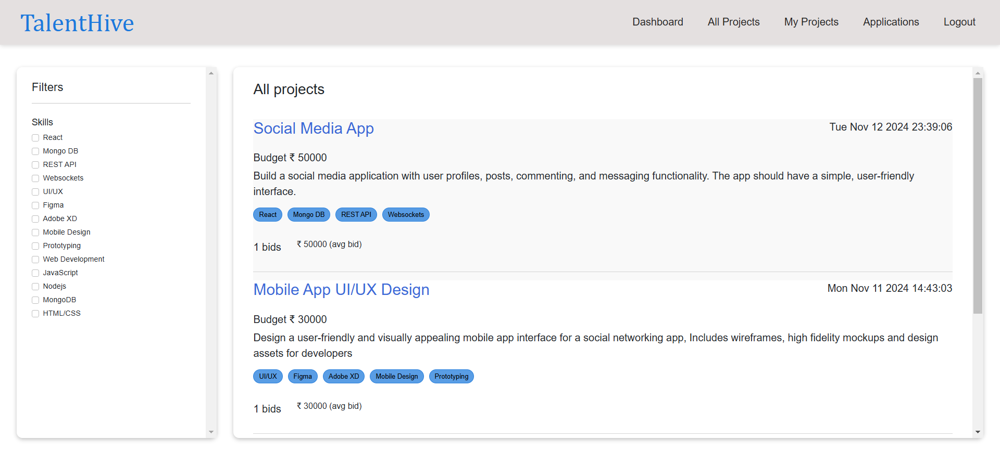 TalentHive
Dashboard
All Projects
My Projects
Applications
Logout
Filters
Skills
React
Mongo DB
REST API
Websockets
UI/UX
Figma
Adobe XD
Mobile Design
Prototyping
Web Development
JavaScript
Nodejs
MongoDB
HTML/CSS
All projects
Social Media App
Tue Nov 12 2024 23:39:06
Budget ₹ 50000
Build a social media application with user profiles, posts, commenting, and messaging functionality. The app should have a simple, user-friendly
interface.
React Mongo DB REST API Websockets
1 bids ₹ 50000 (avg bid)
Mobile App UI/UX Design
Mon Nov 11 2024 14:43:03
Budget ₹ 30000
Design a user-friendly and visually appealing mobile app interface for a social networking app, Includes wireframes, high fidelity mockups and design
assets for developers
UI/UX Figma Adobe XD Mobile Design Prototyping
1 bids ₹ 30000 (avg bid)